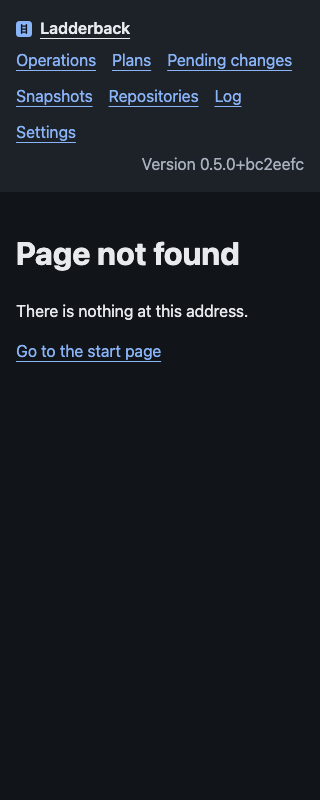 Ladderback
Operations Plans Pending changes
Snapshots Repositories Log
Settings
Version 0.5.0+bc2eefc
Page not found
There is nothing at this address.
Go to the start page